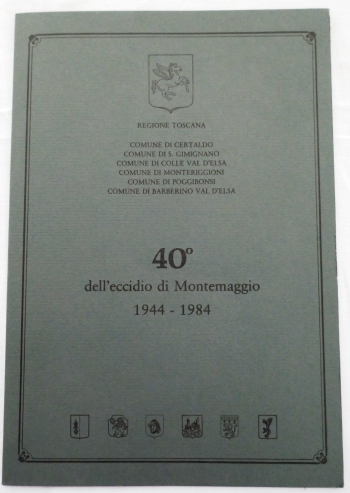 REGIONE TOSCANA
COMUNE DI CERTALDO
COMUNE DI S. GIMIGNANO
COMUNE DI COLLE VAL D'ELSA
COMUNE DI MONTERIGGIONI
COMUNE DI POGGIBONSI
COMUNE DI BARBERINO VAL D'ELSA
40º
dell'eccidio di Montemaggio
1944 - 1984